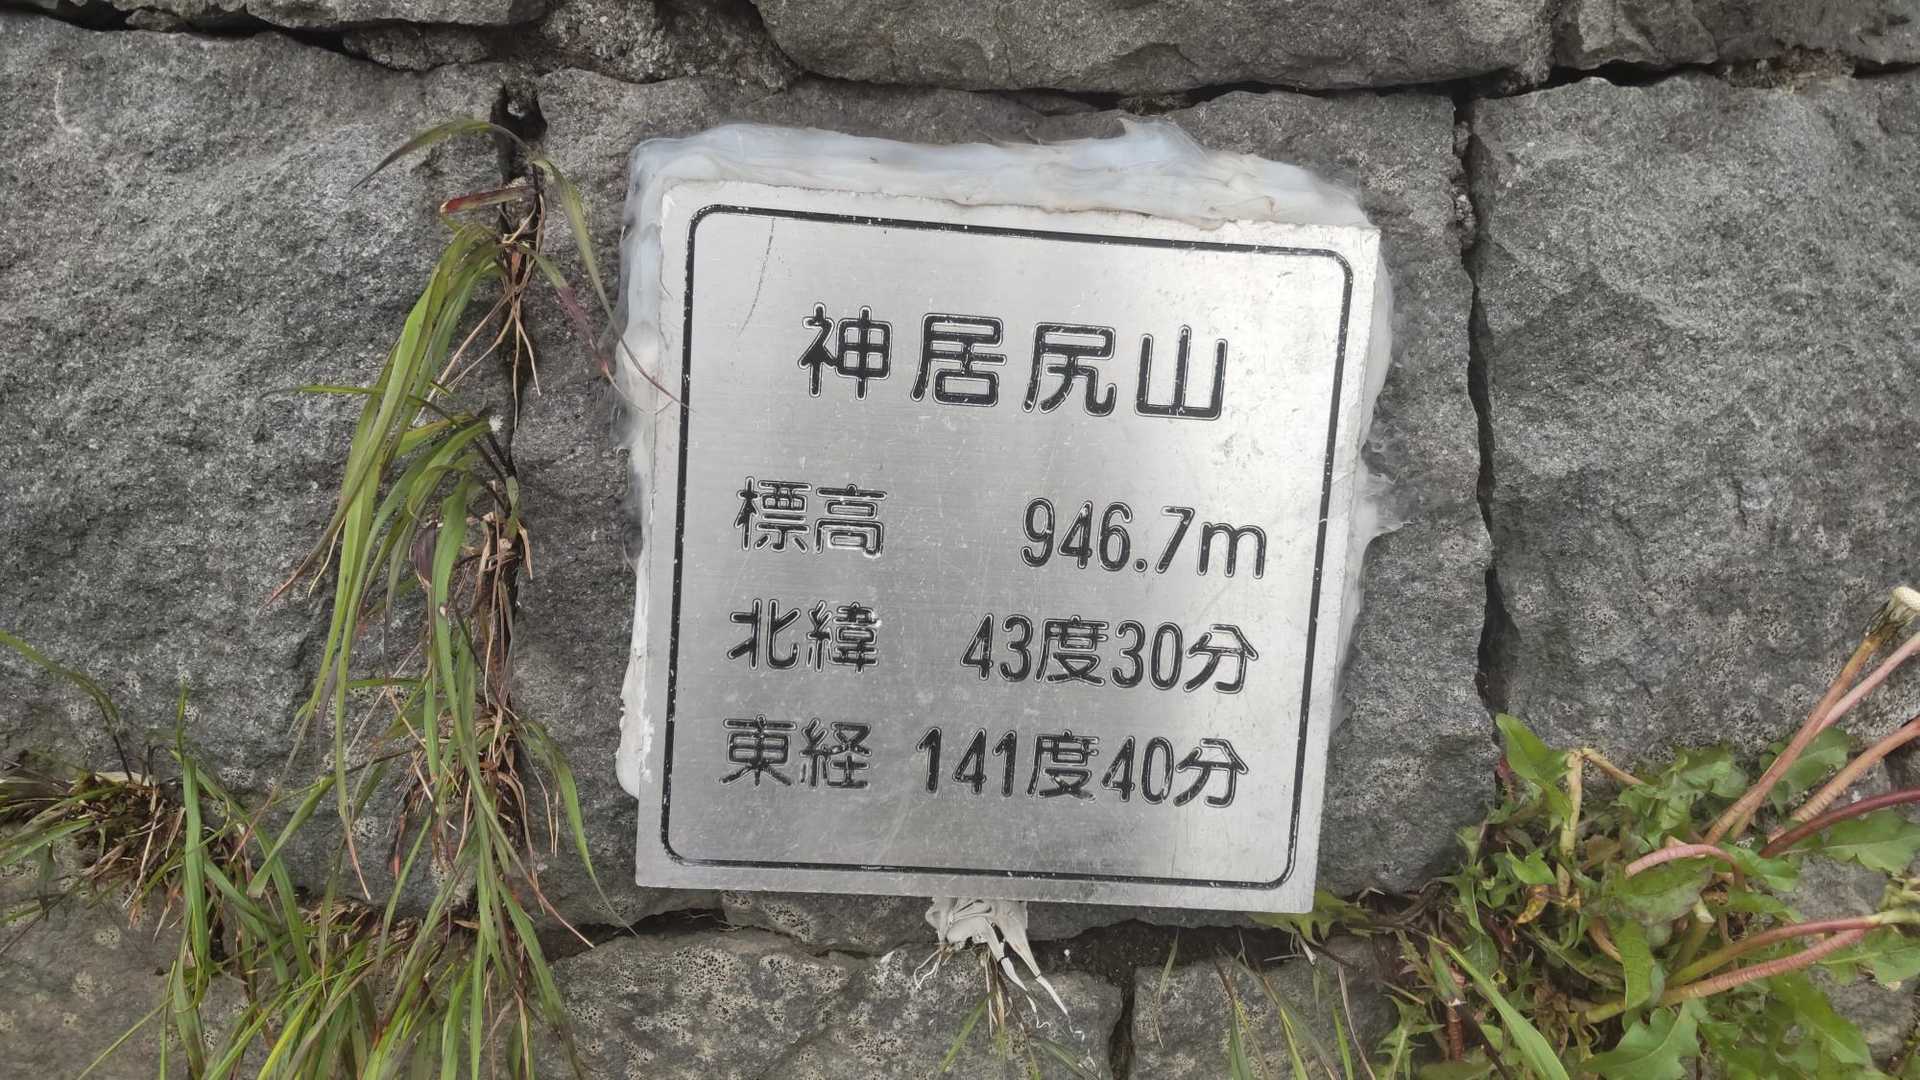 神居尻山
標高 946.7m
北緯 43度30分
東経 141度40分